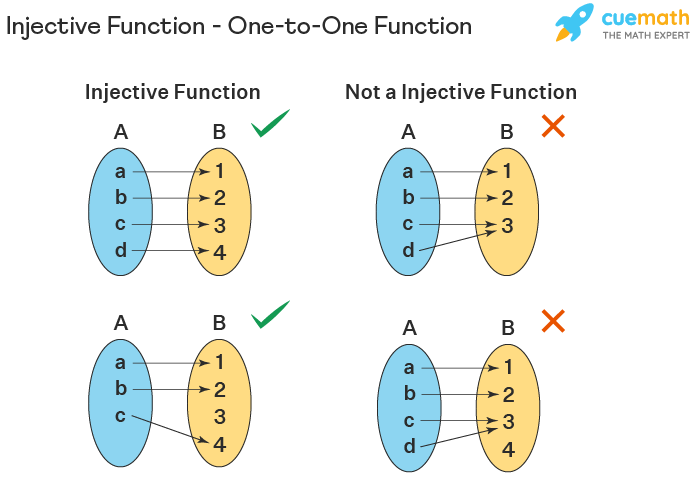 Injective Function - One-to-One Function
cuemath
THE MATH EXPERT
Injective Function
A B
a 1
b 2
c 3
d 4
A B
a 1
b 2
c 3
4
Not a Injective Function
A B
a 1
b 2
c 3
d
A B
a 1
b 2
c 3
d 4